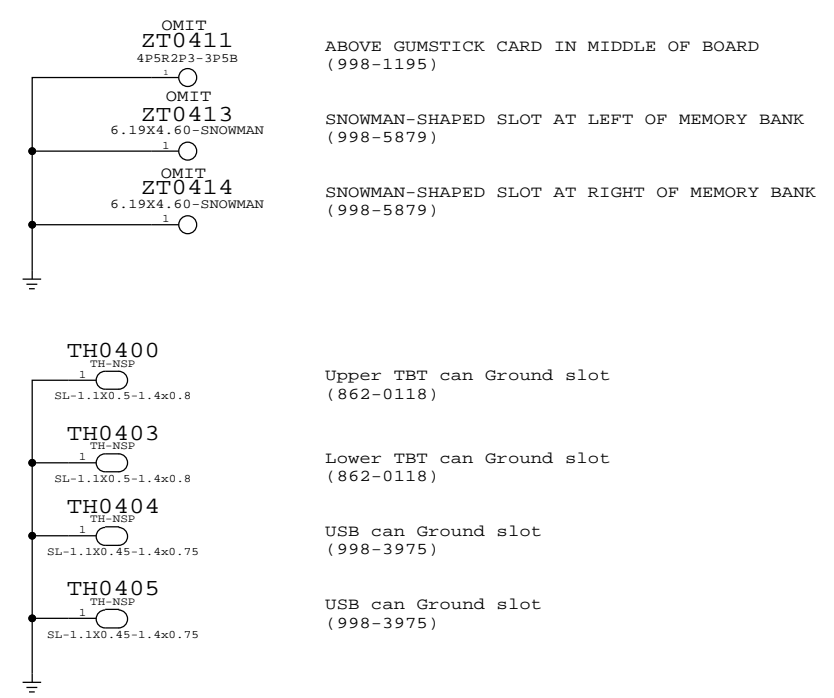 OMIT
ZT0411
4P5R2P3-3P5B
1
ABOVE GUMSTICK CARD IN MIDDLE OF BOARD
(998-1195)
OMIT
ZT0413
6.19X4.60-SNOWMAN
1
SNOWMAN-SHAPED SLOT AT LEFT OF MEMORY BANK
(998-5879)
OMIT
ZT0414
6.19X4.60-SNOWMAN
1
SNOWMAN-SHAPED SLOT AT RIGHT OF MEMORY BANK
(998-5879)
TH0400
TH-NSP
1
SL-1.1X0.5-1.4x0.8
Upper TBT can Ground slot
(862-0118)
TH0403
TH-NSP
1
SL-1.1X0.5-1.4x0.8
Lower TBT can Ground slot
(862-0118)
TH0404
TH-NSP
1
SL-1.1X0.45-1.4x0.75
USB can Ground slot
(998-3975)
TH0405
TH-NSP
1
SL-1.1X0.45-1.4x0.75
USB can Ground slot
(998-3975)